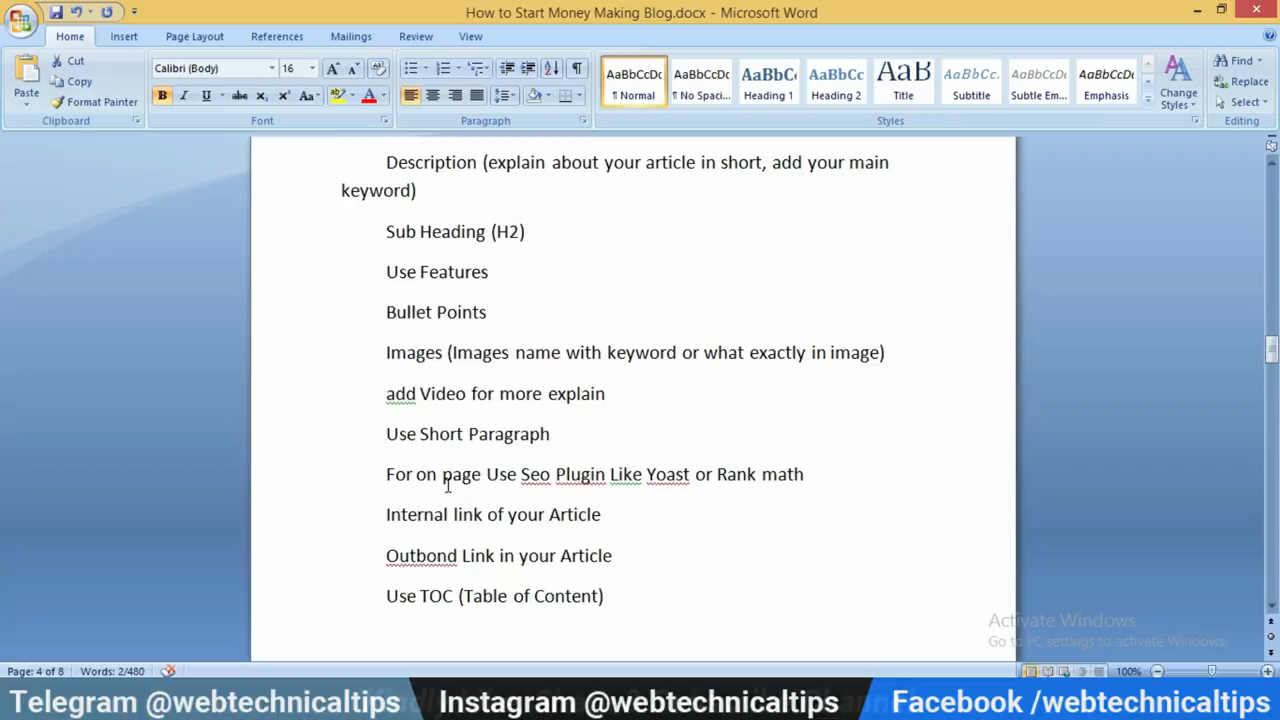 How to Start Money Making Blog.docx - Microsoft Word
Home Insert Page Layout References Mailings Review View
Paste Cut Copy Format Painter
Calibri (Body) 16
AaBbCcDc AaBbCcDc AaBbC AaBbCc AaB AaBbCc. AaBbCcDc AaBbCcDc
¶ Normal ¶ No Spaci... Heading 1 Heading 2 Title Subtitle Subtle Em... Emphasis
Change Styles
Find Replace Select
Clipboard Font Paragraph Styles Editing
Description (explain about your article in short, add your main
keyword)
Sub Heading (H2)
Use Features
Bullet Points
Images (Images name with keyword or what exactly in image)
add Video for more explain
Use Short Paragraph
For on page Use Seo Plugin Like Yoast or Rank math
Internal link of your Article
Outbond Link in your Article
Use TOC (Table of Content)
Activate Windows
Go to PC settings to activate Windows.
Page: 4 of 8 Words: 2/480 100%
Telegram @webtechnicaltips Instagram @webtechnicaltips Facebook /webtechnicaltips